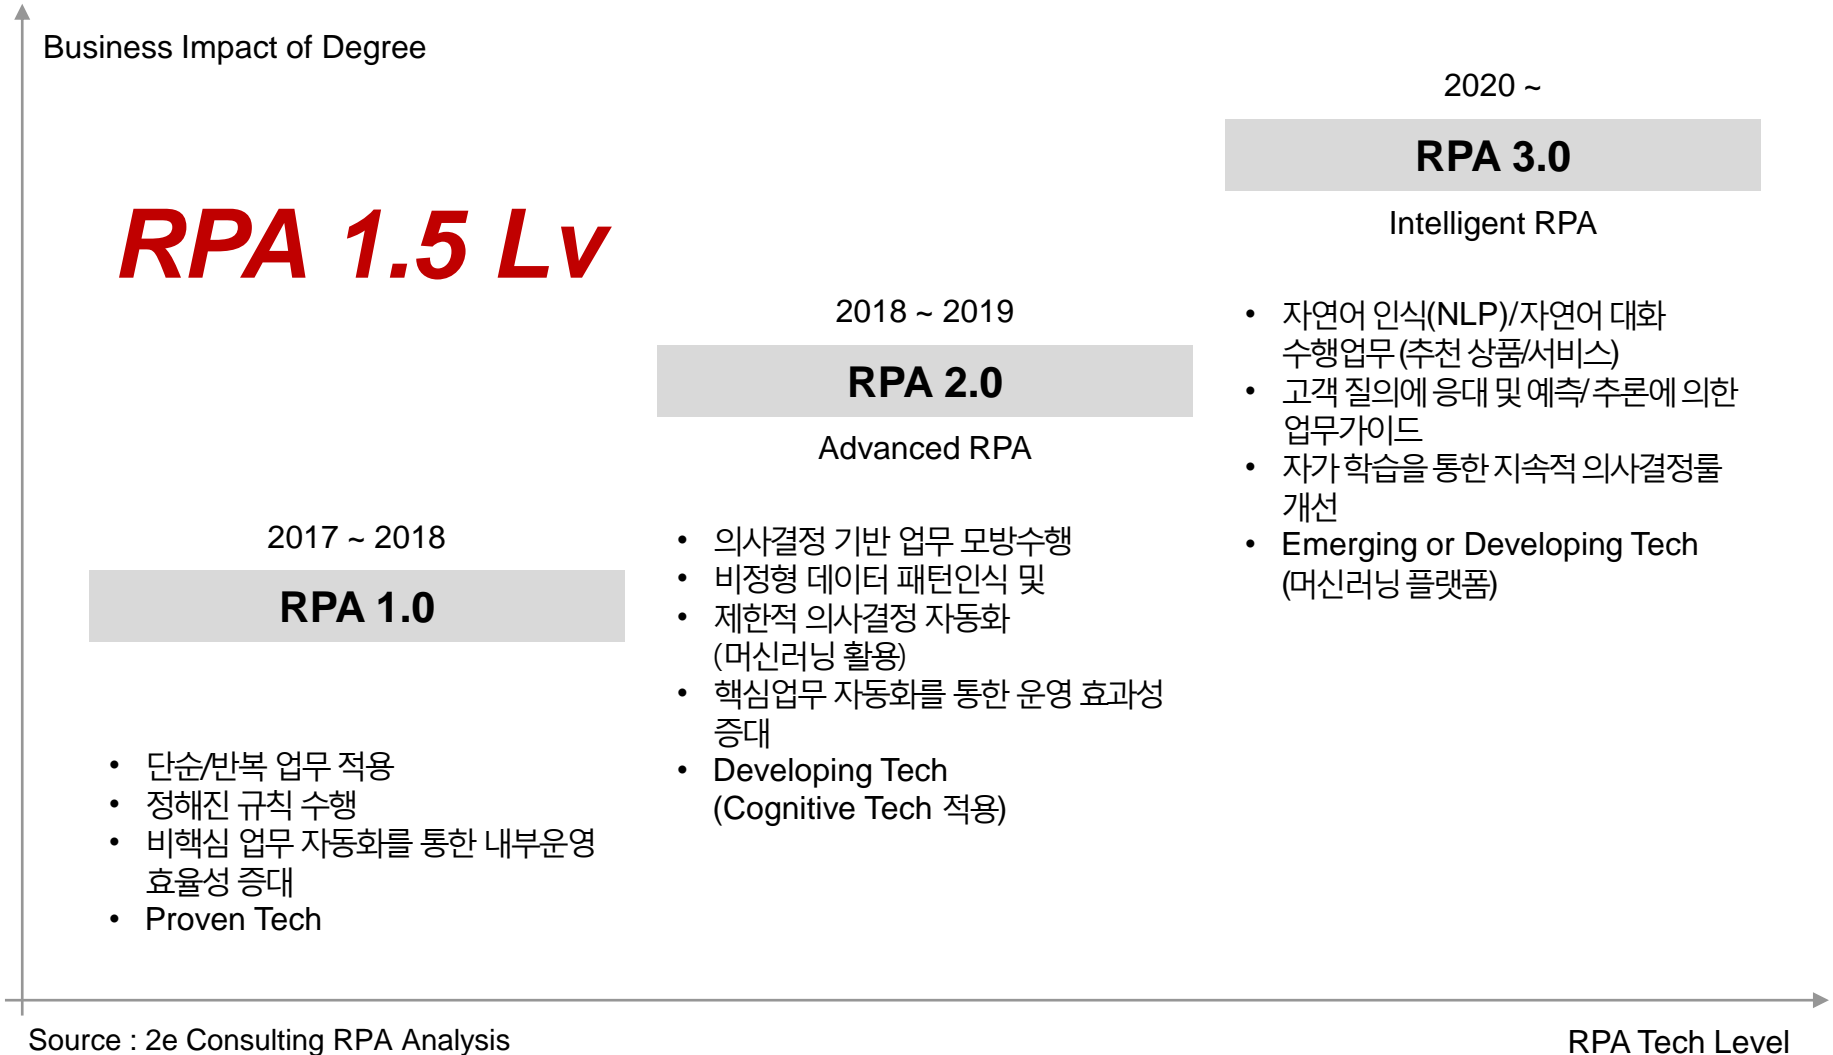 Business Impact of Degree
RPA 1.5 Lv
2017 ~ 2018
RPA 1.0
• 단순/반복 업무 적용
• 정해진 규칙 수행
• 비핵심 업무 자동화를 통한 내부운영
효율성 증대
• Proven Tech
2018 ~ 2019
RPA 2.0
Advanced RPA
• 의사결정 기반 업무 모방수행
• 비정형 데이터 패턴인식 및
• 제한적 의사결정 자동화
(머신러닝 활용)
• 핵심업무 자동화를 통한 운영 효과성
증대
• Developing Tech
(Cognitive Tech 적용)
2020 ~
RPA 3.0
Intelligent RPA
• 자연어 인식(NLP)/자연어 대화
수행업무 (추천 상품/서비스)
• 고객 질의에 응대 및 예측/ 추론에 의한
업무가이드
• 자가 학습을 통한 지속적 의사결정룰
개선
• Emerging or Developing Tech
(머신러닝 플랫폼)
Source : 2e Consulting RPA Analysis
RPA Tech Level